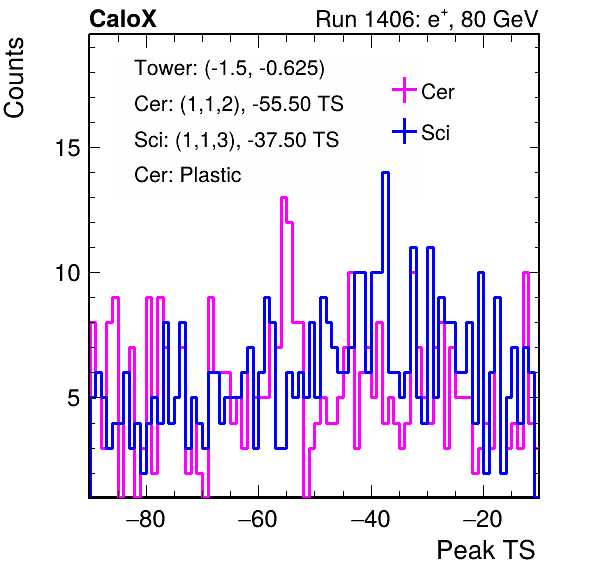 CaloX Run 1406: e⁺, 80 GeV
Counts
Tower: (-1.5, -0.625)
Cer: (1,1,2), -55.50 TS
Sci: (1,1,3), -37.50 TS
Cer: Plastic
Cer
Sci
15
10
5
−80 −60 −40 −20
Peak TS